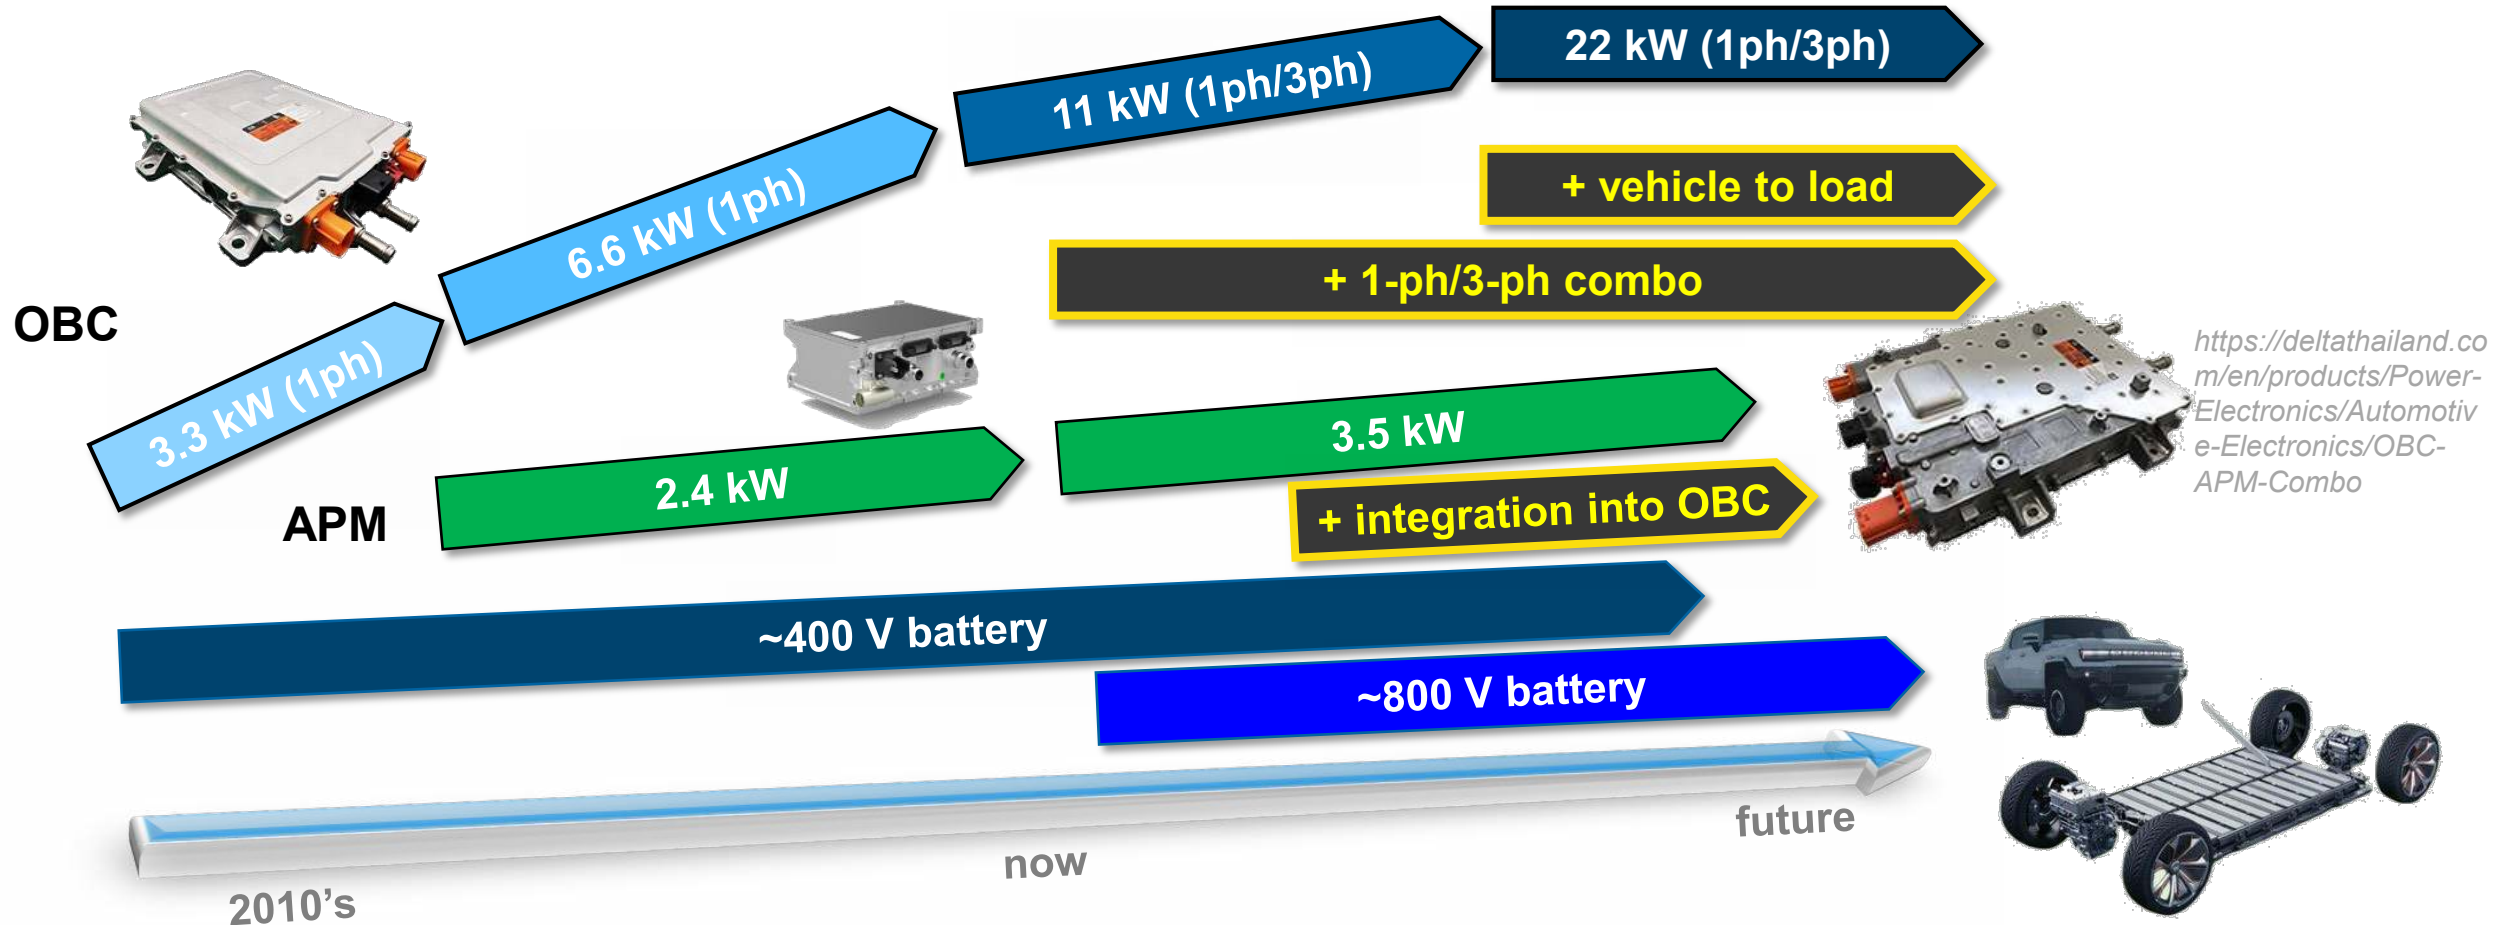 22 kW (1ph/3ph)
11 kW (1ph/3ph)
+ vehicle to load
6.6 kW (1ph)
+ 1-ph/3-ph combo
OBC
3.3 kW (1ph)
https://deltathailand.co
m/en/products/Power-
Electronics/Automotiv
e-Electronics/OBC-
APM-Combo
3.5 kW
2.4 kW
+ integration into OBC
APM
~400 V battery
~800 V battery
future
now
2010’s